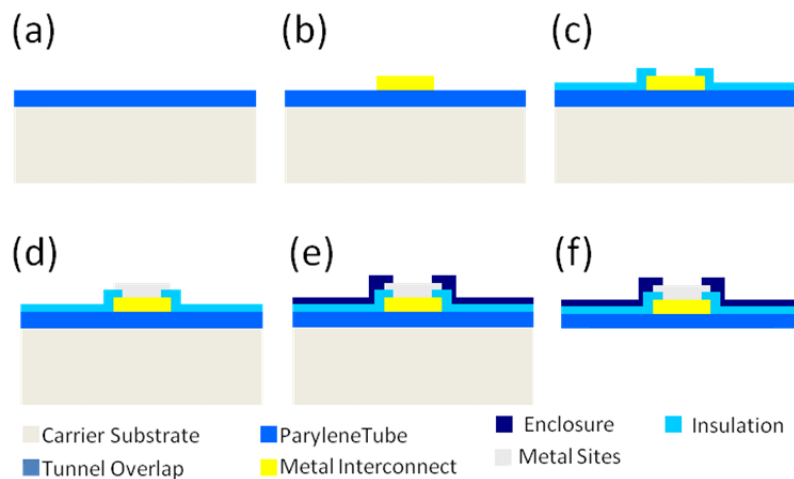 (a)
(b)
(c)
(d)
(e)
(f)
Carrier Substrate
ParyleneTube
Enclosure
Insulation
Tunnel Overlap
Metal Interconnect
Metal Sites